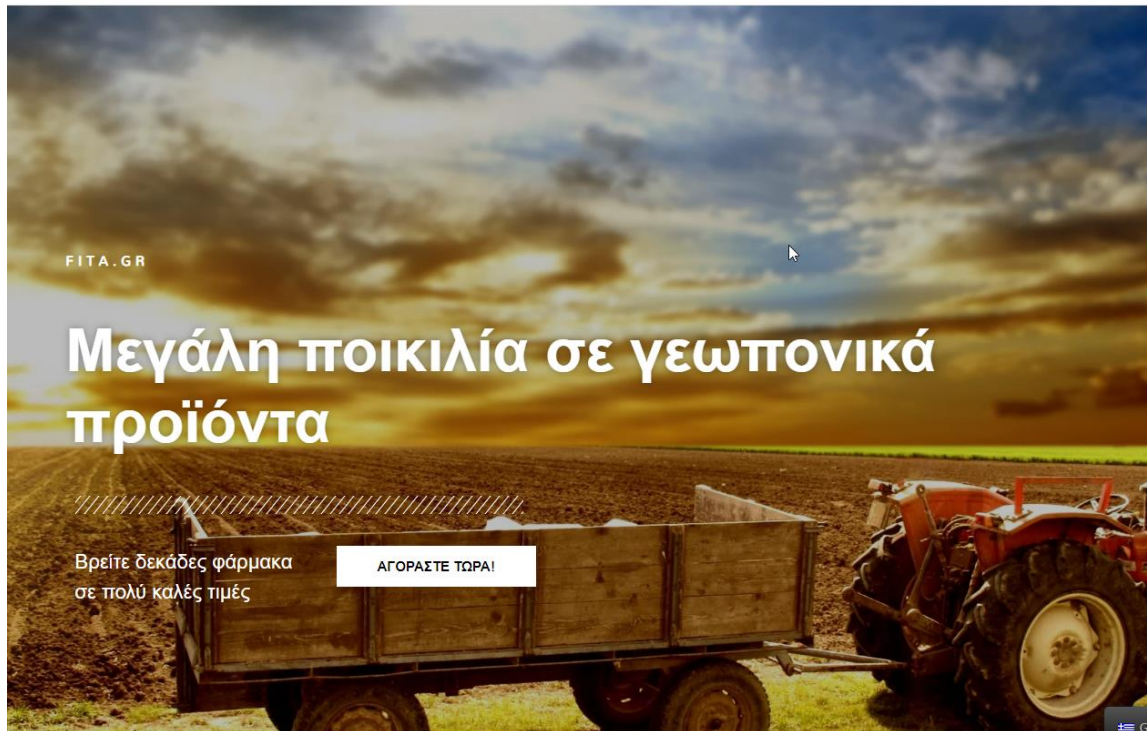 FITA.GR
Μεγάλη ποικιλία σε γεωπονικά
προϊόντα
Βρείτε δεκάδες φάρμακα
σε πολύ καλές τιμές
ΑΓΟΡΑΣΤΕ ΤΩΡΑ!
G